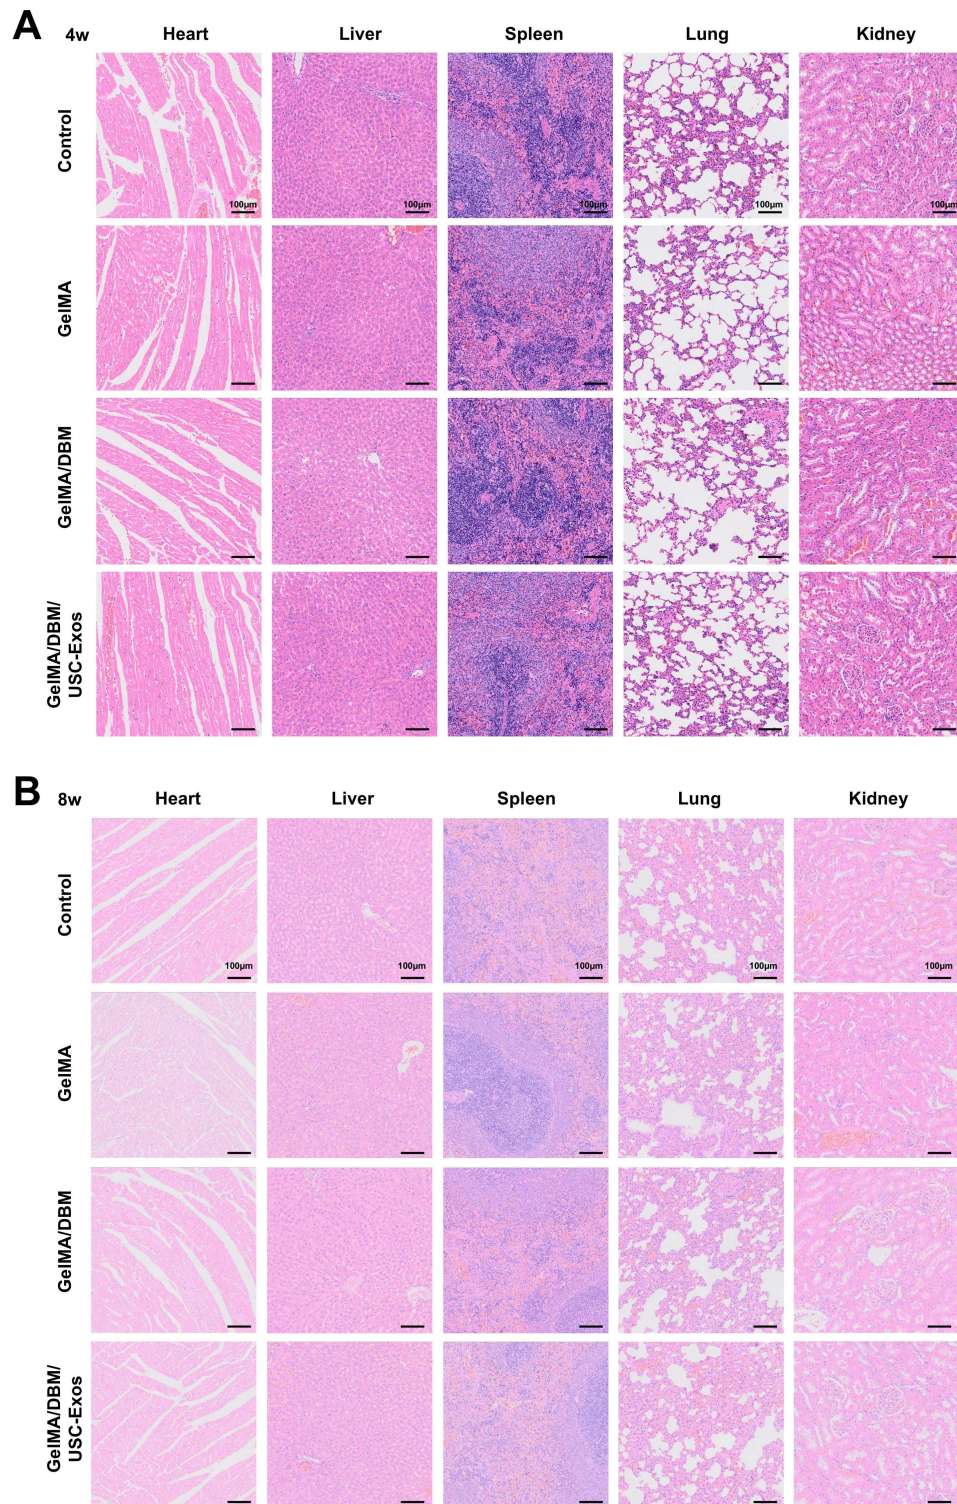 A
4w Heart Liver Spleen Lung Kidney
Control
100μm 100μm 100μm 100μm 100μm
GelMA
GelMA/DBM
GelMA/DBM/
USC-Exos
B
8w Heart Liver Spleen Lung Kidney
Control
100μm 100μm 100μm 100μm 100μm
GelMA
GelMA/DBM
GelMA/DBM/
USC-Exos